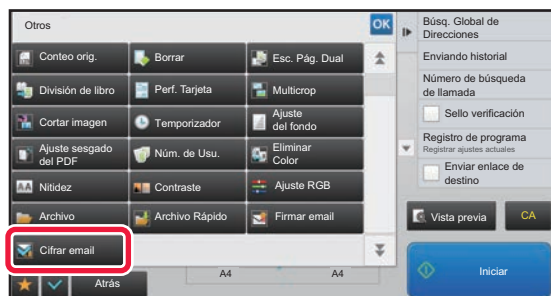 Otros
OK
Conteo orig.
Borrar
Esc. Pág. Dual
División de libro
Perf. Tarjeta
Multicrop
Cortar imagen
Temporizador
Ajuste
del fondo
Ajuste sesgado
del PDF
Núm. de Usu.
Eliminar
Color
AA Nitidez
Contraste
Ajuste RGB
Archivo
Archivo Rápido
Firmar email
Cifrar email
Atrás
A4
A4
Búsq. Global de
Direcciones
Enviando historial
Número de búsqueda
de llamada
Sello verificación
Registro de programa
Registrar ajustes actuales
Enviar enlace de
destino
Vista previa
CA
Iniciar